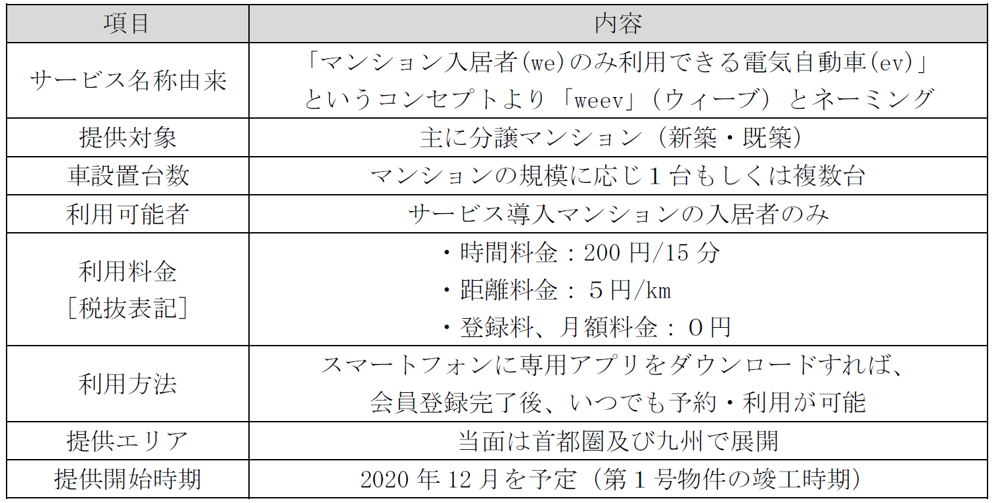 項目
内容
サービス名称由来
「マンション入居者(we)のみ利用できる電気自動車(ev)」
というコンセプトより「weev」(ウィーブ) とネーミング
提供対象
主に分譲マンション (新築・既築)
車設置台数
マンションの規模に応じ１台もしくは複数台
利用可能者
サービス導入マンションの入居者のみ
利用料金
[税抜表記]
・時間料金：200 円/15 分
・距離料金：５円/km
・登録料、月額料金：０円
利用方法
スマートフォンに専用アプリをダウンロードすれば、
会員登録完了後、いつでも予約・利用が可能
提供エリア
当面は首都圏及び九州で展開
提供開始時期
2020 年 12 月を予定 (第１号物件の竣工時期)